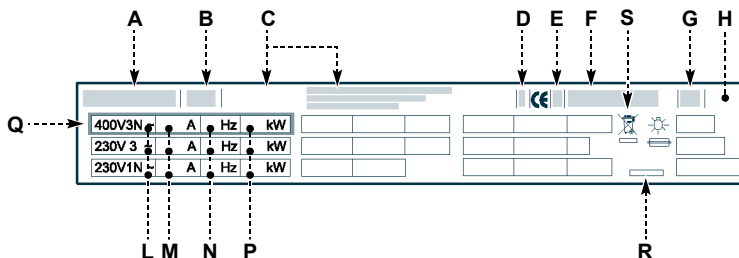 A B C D E F S G H
CE
Q
400V3N ~ A Hz kW
230V 3 ~ A Hz kW
230V1N ~ A Hz kW
L M N P R